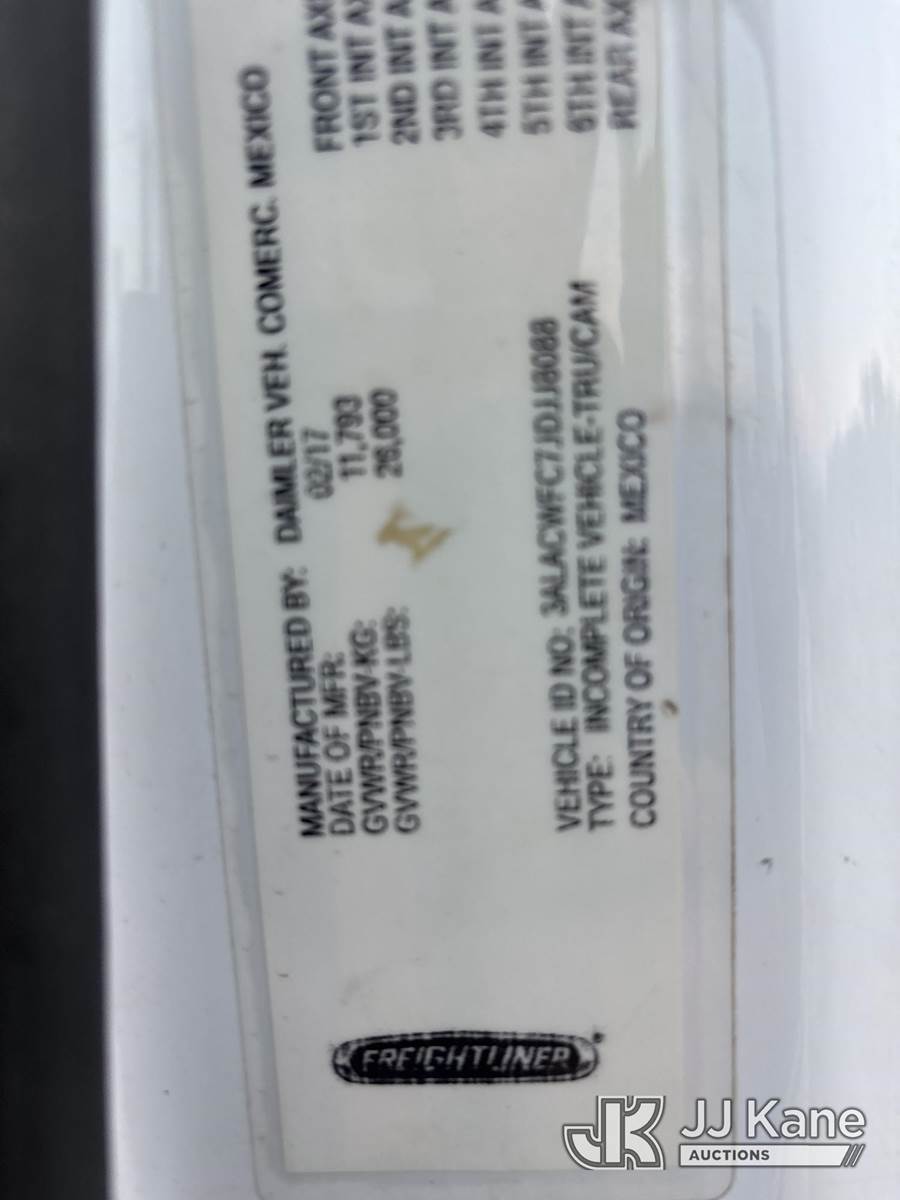 FREIGHTLINER
MANUFACTURED BY: DAIMLER VEH. COMERC. MEXICO
DATE OF MFR: 02/17
GVWR/PNBV-KG: 11,793
GVWR/PNBV-LBS: 26,000
VEHICLE ID NO: 3ALACWFC7JDJJ8088
TYPE: INCOMPLETE VEHICLE-TRU/CAM
COUNTRY OF ORIGIN: MEXICO
FRONT AX
1ST INT AX
2ND INT A
3RD INT A
4TH INT A
5TH INT A
6TH INT A
REAR AX
JK JJ Kane
AUCTIONS